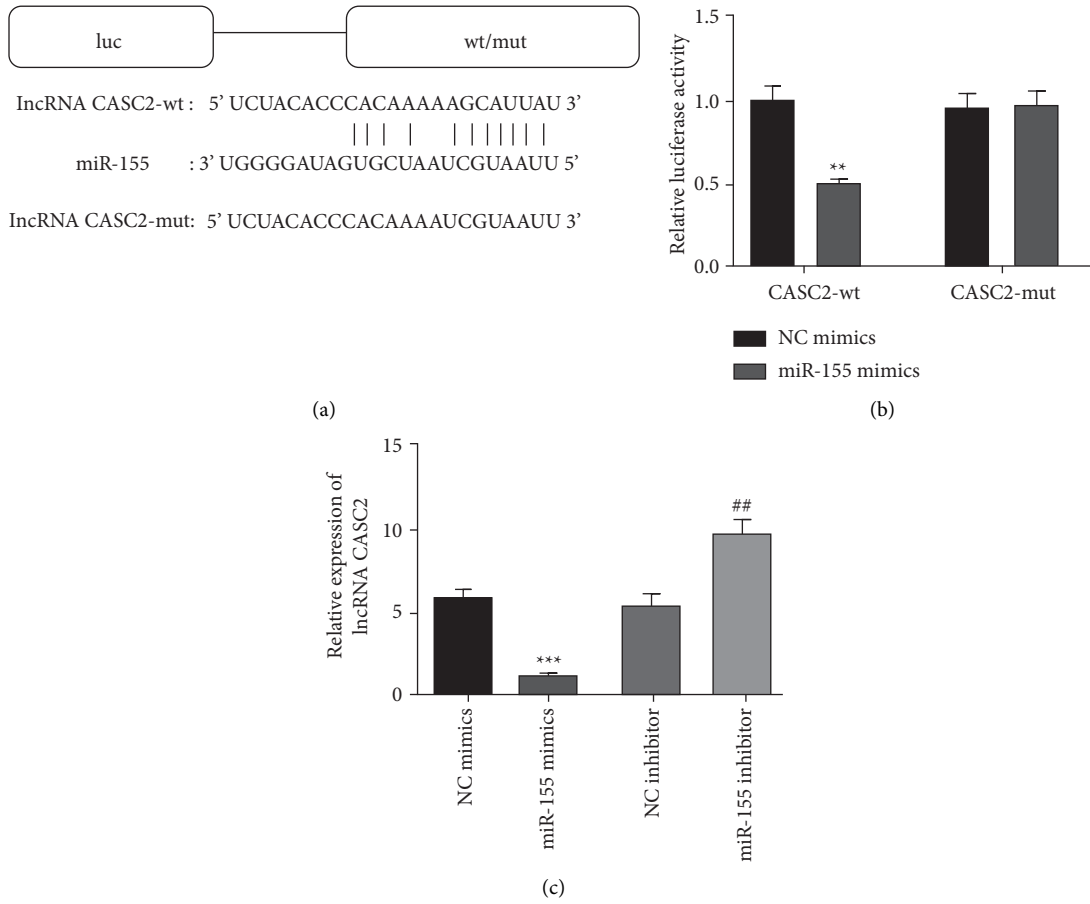 luc
wt/mut
lncRNA CASC2-wt : 5' UCUACACCCACAAAAAGCAUUAU 3'
miR-155 : 3' UGGGGAUAGUGCUAAUCGUAAUU 5'
lncRNA CASC2-mut: 5' UCUACACCCACAAAAUCGUAAUU 3'
(a)
Relative luciferase activity
1.5
1.0
0.5
0.0
**
CASC2-wt
CASC2-mut
NC mimics
miR-155 mimics
(b)
Relative expression of
lncRNA CASC2
15
10
5
0
***
##
NC mimics
miR-155 mimics
NC inhibitor
miR-155 inhibitor
(c)